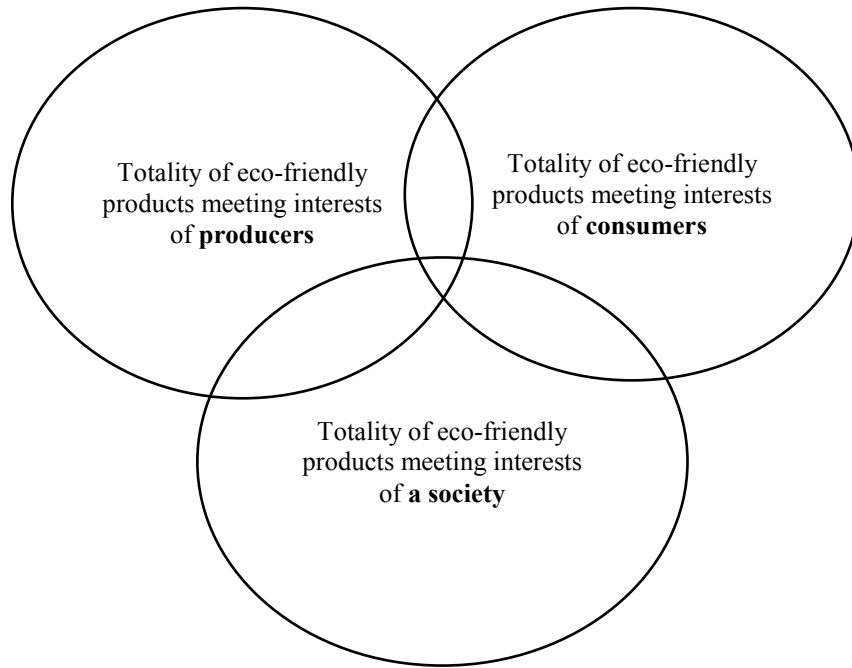 Totality of eco-friendly
products meeting interests
of producers
Totality of eco-friendly
products meeting interests
of consumers
Totality of eco-friendly
products meeting interests
of a society